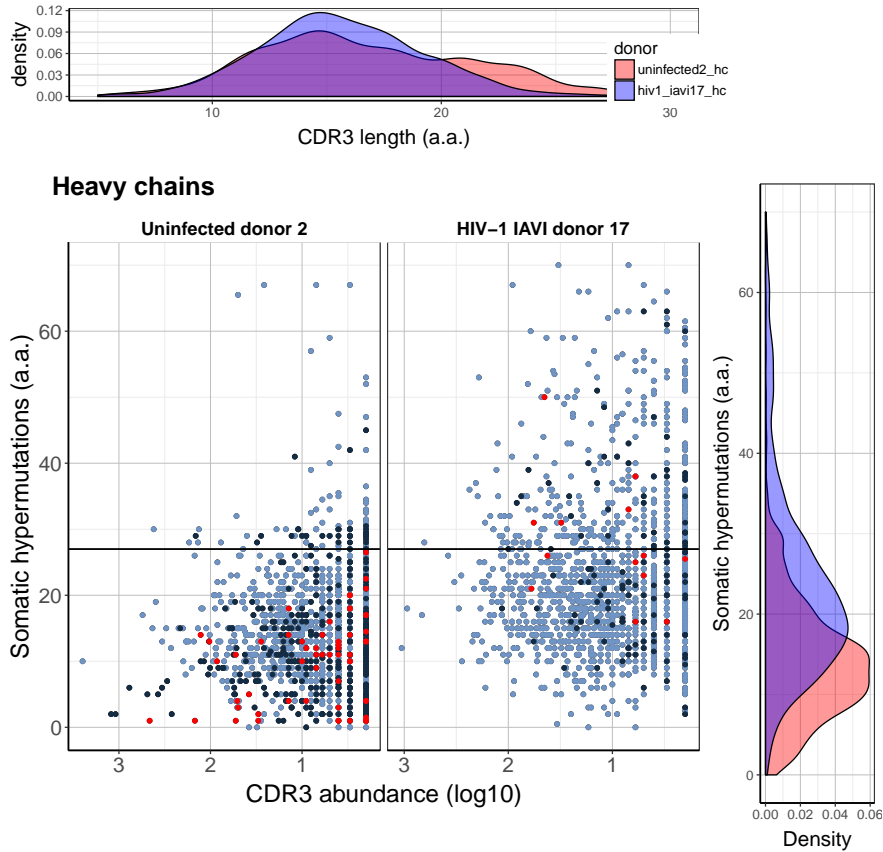 0.12
0.09
0.06
0.03
0.00
density
10
20
30
CDR3 length (a.a.)
donor
uninfected2_hc
hiv1_iavi17_hc
Heavy chains
Uninfected donor 2
HIV−1 IAVI donor 17
60
40
20
0
Somatic hypermutations (a.a.)
3
2
1
3
2
1
CDR3 abundance (log10)
60
40
20
0
Somatic hypermutations (a.a.)
0.00
0.02
0.04
0.06
Density